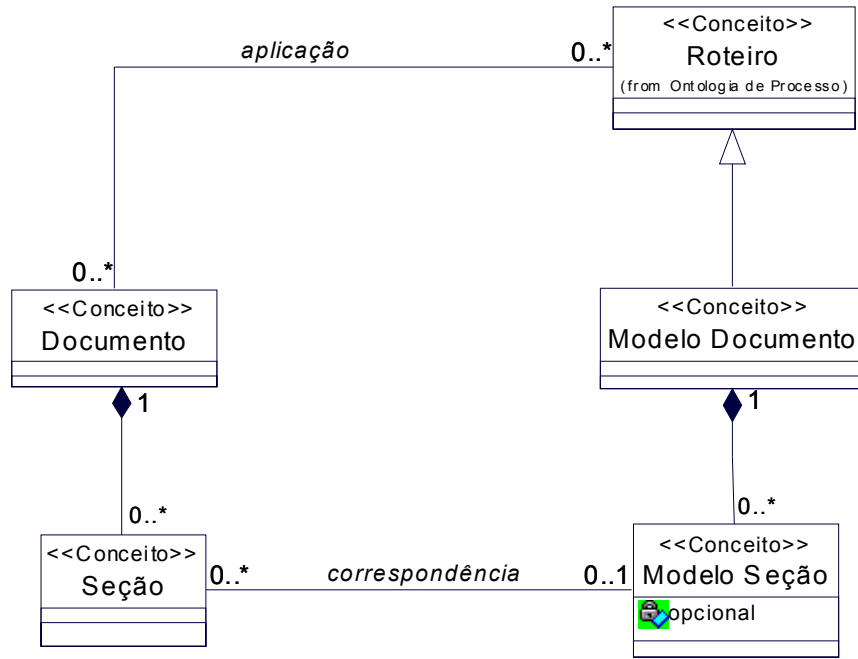 <<Conceito>>
aplicação
0..*
Roteiro
(from Ontologia de Processo)
0..*
<<Conceito>>
Documento
<<Conceito>>
Modelo Documento
1
1
0..*
0..*
<<Conceito>>
Seção
0..*
correspondência
0..1
<<Conceito>>
Modelo Seção
opcional